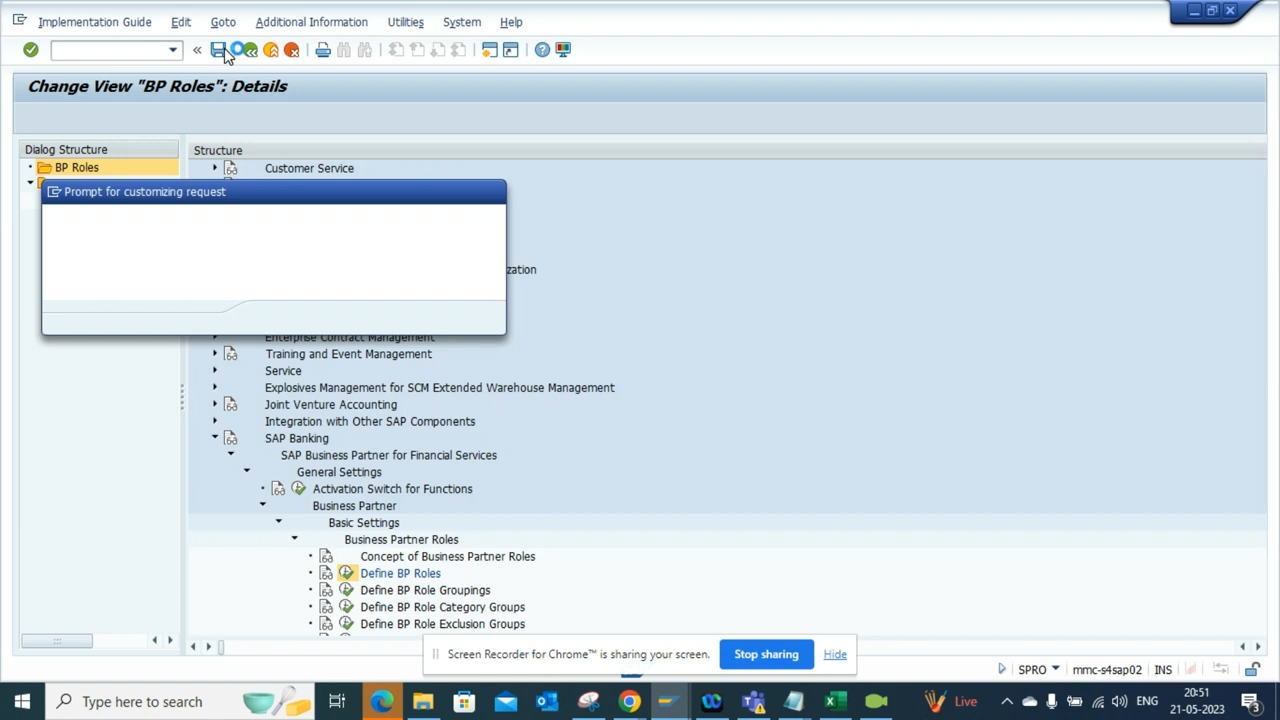 Implementation Guide Edit Goto Additional Information Utilities System Help
«
Change View "BP Roles": Details
Dialog Structure
Structure
BP Roles
Customer Service
Prompt for customizing request
zation
Enterprise Contract Management
Training and Event Management
Service
Explosives Management for SCM Extended Warehouse Management
Joint Venture Accounting
Integration with Other SAP Components
SAP Banking
SAP Business Partner for Financial Services
General Settings
Activation Switch for Functions
Business Partner
Basic Settings
Business Partner Roles
Concept of Business Partner Roles
Define BP Roles
Define BP Role Groupings
Define BP Role Category Groups
Define BP Role Exclusion Groups
Screen Recorder for Chrome™ is sharing your screen. Stop sharing Hide
SPRO mmc-s4sap02 INS
Type here to search
Live
ENG
20:51
21-05-2023
3